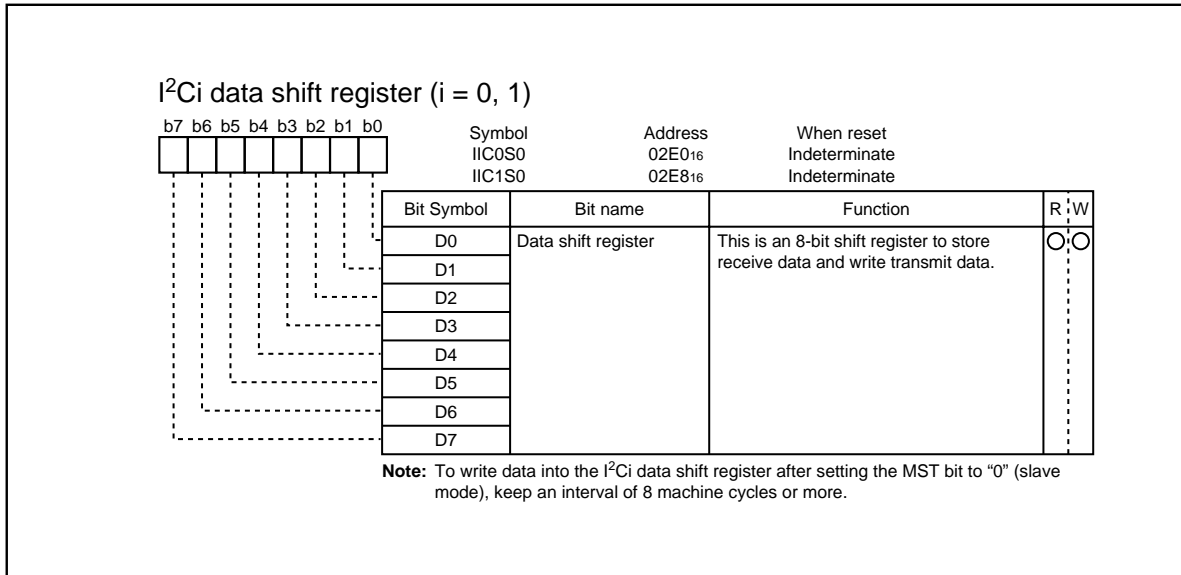 I²Ci data shift register (i = 0, 1)
b7 b6 b5 b4 b3 b2 b1 b0
Symbol Address When reset
IIC0S0 02E0₁₆ Indeterminate
IIC1S0 02E8₁₆ Indeterminate
Bit Symbol Bit name Function R W
D0 Data shift register This is an 8-bit shift register to store ○ ○
receive data and write transmit data.
D1
D2
D3
D4
D5
D6
D7
Note: To write data into the I²Ci data shift register after setting the MST bit to “0” (slave
mode), keep an interval of 8 machine cycles or more.